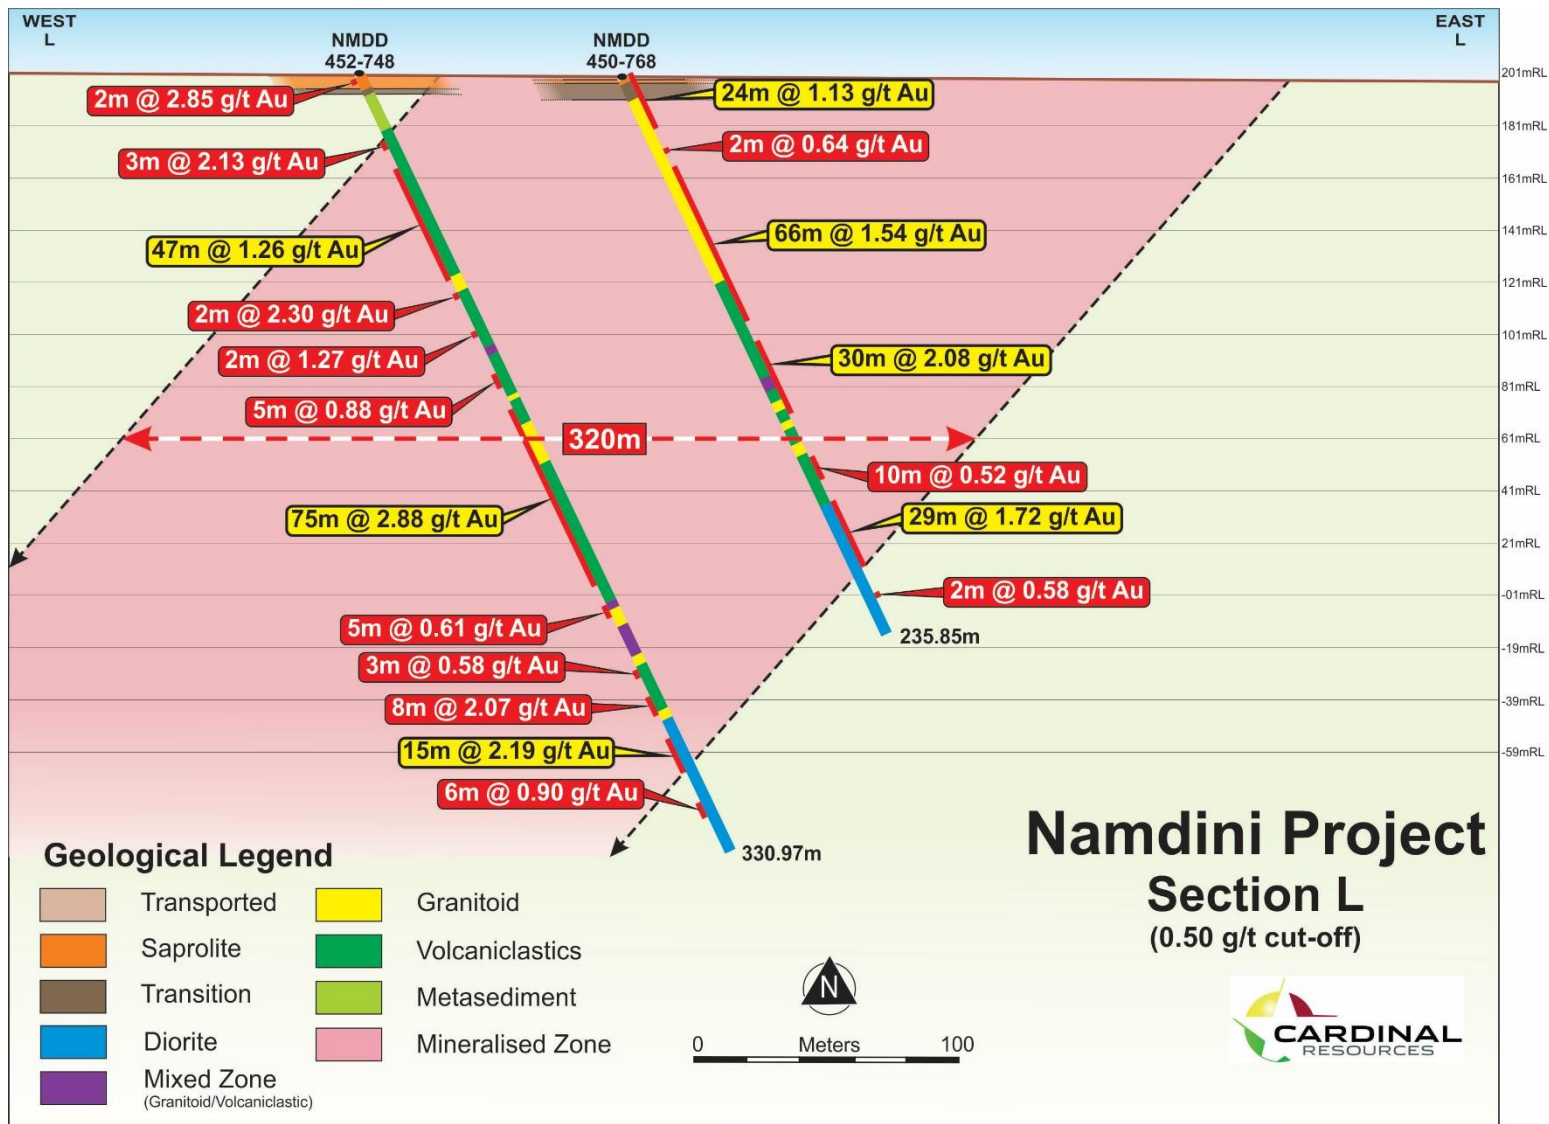 WEST
L
EAST
L
NMDD
452-748
NMDD
450-768
201mRL
2m @ 2.85 g/t Au
24m @ 1.13 g/t Au
181mRL
3m @ 2.13 g/t Au
2m @ 0.64 g/t Au
161mRL
47m @ 1.26 g/t Au
66m @ 1.54 g/t Au
141mRL
121mRL
2m @ 2.30 g/t Au
101mRL
2m @ 1.27 g/t Au
30m @ 2.08 g/t Au
81mRL
5m @ 0.88 g/t Au
320m
61mRL
10m @ 0.52 g/t Au
41mRL
75m @ 2.88 g/t Au
29m @ 1.72 g/t Au
21mRL
2m @ 0.58 g/t Au
-01mRL
5m @ 0.61 g/t Au
235.85m
-19mRL
3m @ 0.58 g/t Au
8m @ 2.07 g/t Au
-39mRL
15m @ 2.19 g/t Au
-59mRL
6m @ 0.90 g/t Au
330.97m
Namdini Project
Section L
(0.50 g/t cut-off)
Geological Legend
Transported
Granitoid
Saprolite
Volcaniclastics
Transition
Metasediment
Diorite
Mineralised Zone
Mixed Zone
(Granitoid/Volcaniclastic)
N
0 Meters 100
CARDINAL
RESOURCES